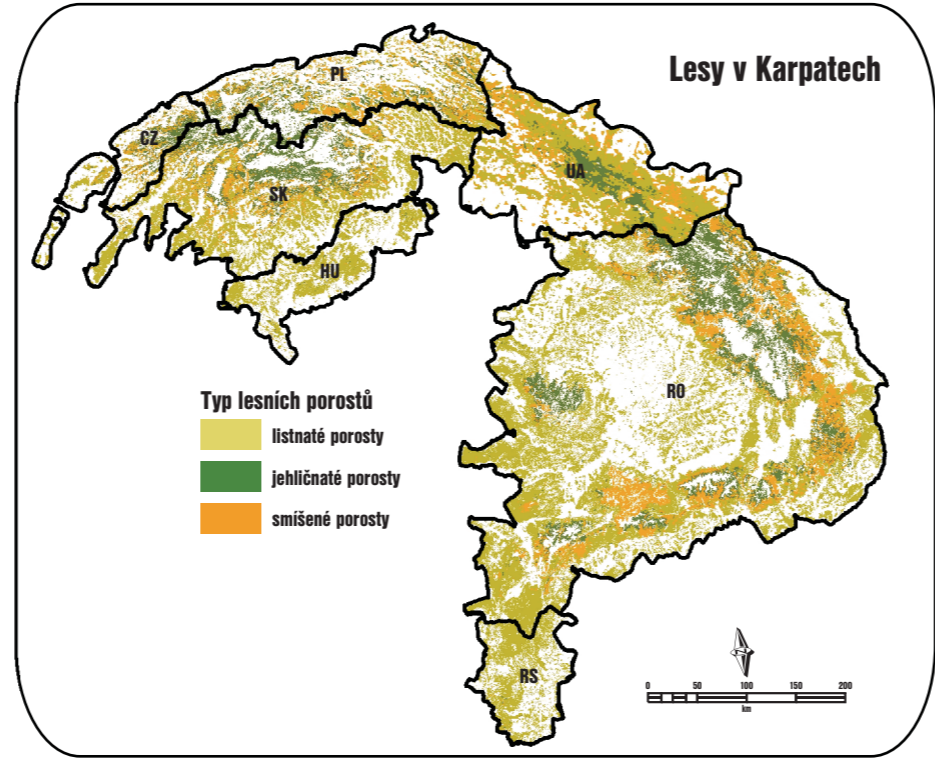 Lesy v Karpatech
PL
CZ
UA
SK
HU
RO
Typ lesních porostů
listnaté porosty
jehličnaté porosty
smíšené porosty
RS
0 50 100 150 200
km